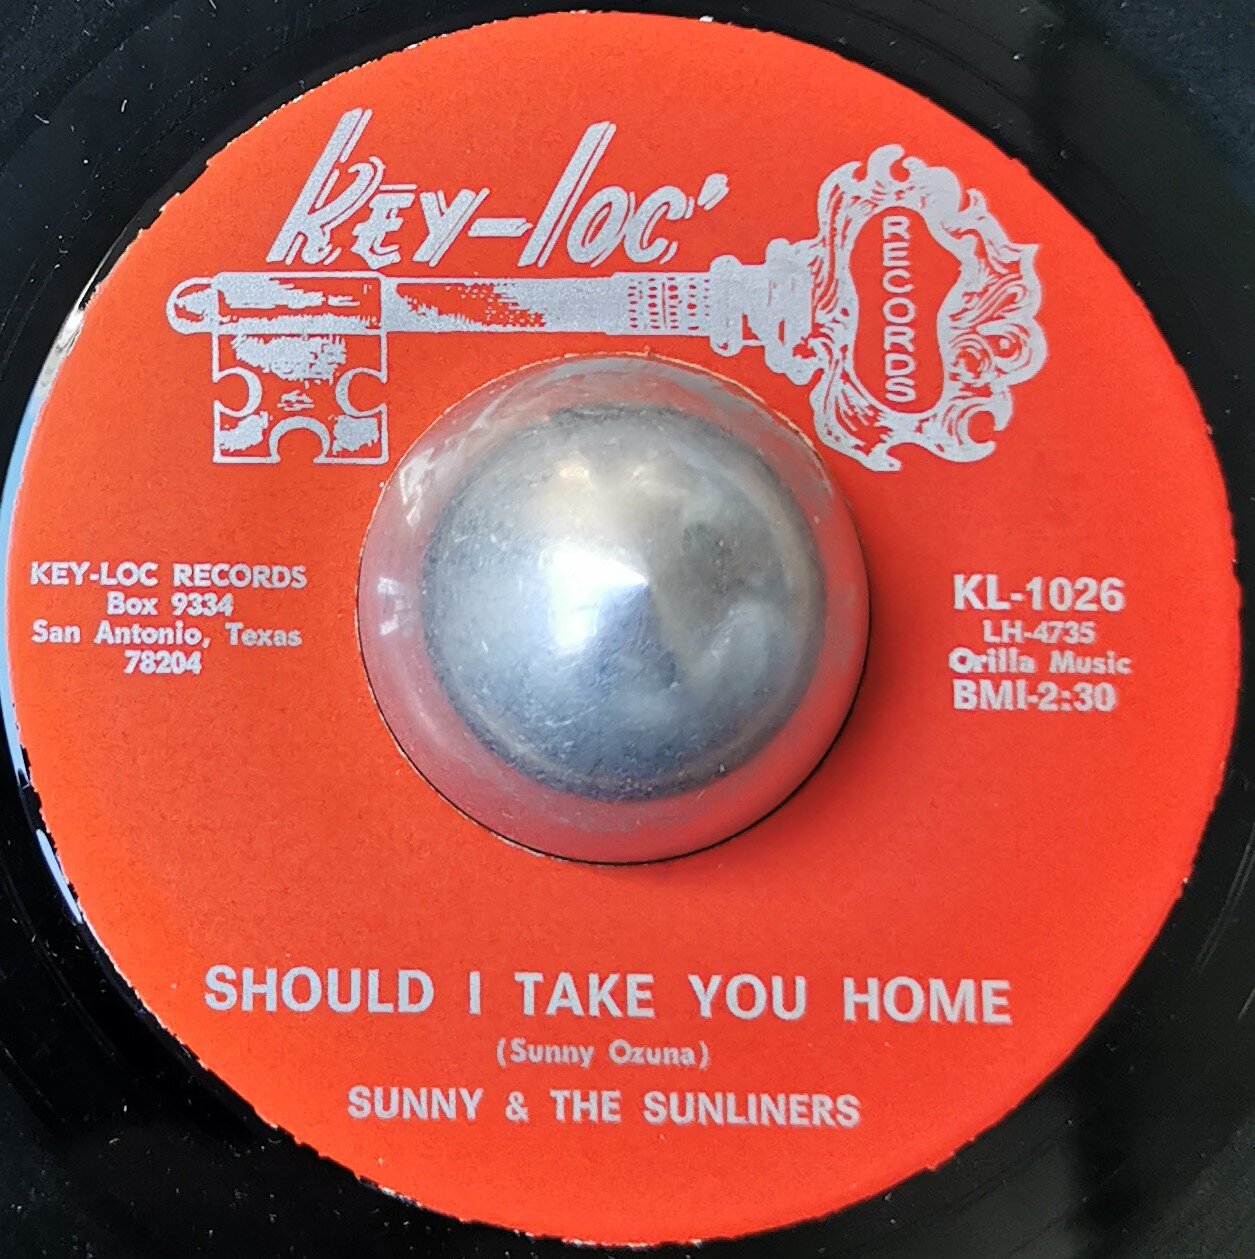 KEY-LOC
RECORDS
KEY-LOC RECORDS
Box 9334
San Antonio, Texas
78204
KL-1026
LH-4735
Orilla Music
BMI-2:30
SHOULD I TAKE YOU HOME
(Sunny Ozuna)
SUNNY & THE SUNLINERS